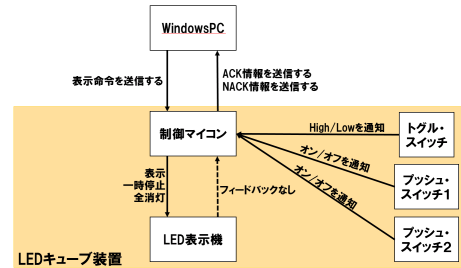 WindowsPC
表示命令を送信する
ACK情報を送信する
NACK情報を送信する
制御マイコン
High/Lowを通知
トグル・
スイッチ
オン/オフを通知
オン/オフを通知
プッシュ・
スイッチ1
表示
一時停止
全消灯
フィードバックなし
LED表示機
プッシュ・
スイッチ2
LEDキューブ装置